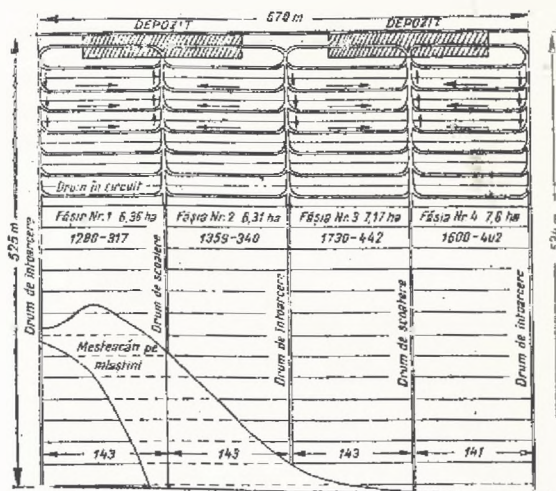 670 m
DEPOZIT DEPOZIT
Drum în circuit
Fâşia Nr.1 6,36 ha Fâşia Nr.2 6,31 ha Fâşia Nr.3 7,17 ha Fâşia Nr.4 7,6 ha
1280-317 1359-340 1730-442 1600-402
525 m
Drum de întoarcere
Drum de scoatere
Drum de întoarcere
Drum de scoatere
Drum de întoarcere
Mesteacăn pe
mlaştini
143 143 143 141